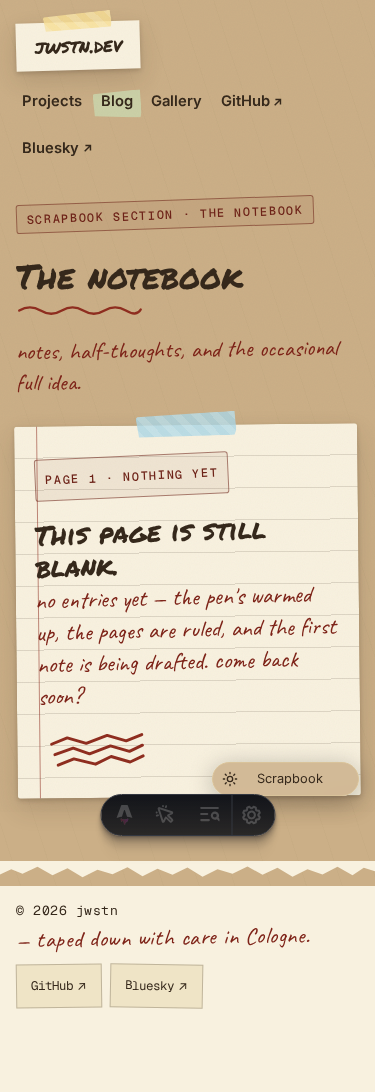 JWSTN.DEV
Projects Blog Gallery GitHub ↗
Bluesky ↗
SCRAPBOOK SECTION · THE NOTEBOOK
THE NOTEBOOK
notes, half-thoughts, and the occasional
full idea.
PAGE 1 · NOTHING YET
THIS PAGE IS STILL
BLANK.
no entries yet — the pen's warmed
up, the pages are ruled, and the first
note is being drafted. come back
soon?
Scrapbook
© 2026 jwstn
— taped down with care in Cologne.
GitHub ↗ Bluesky ↗